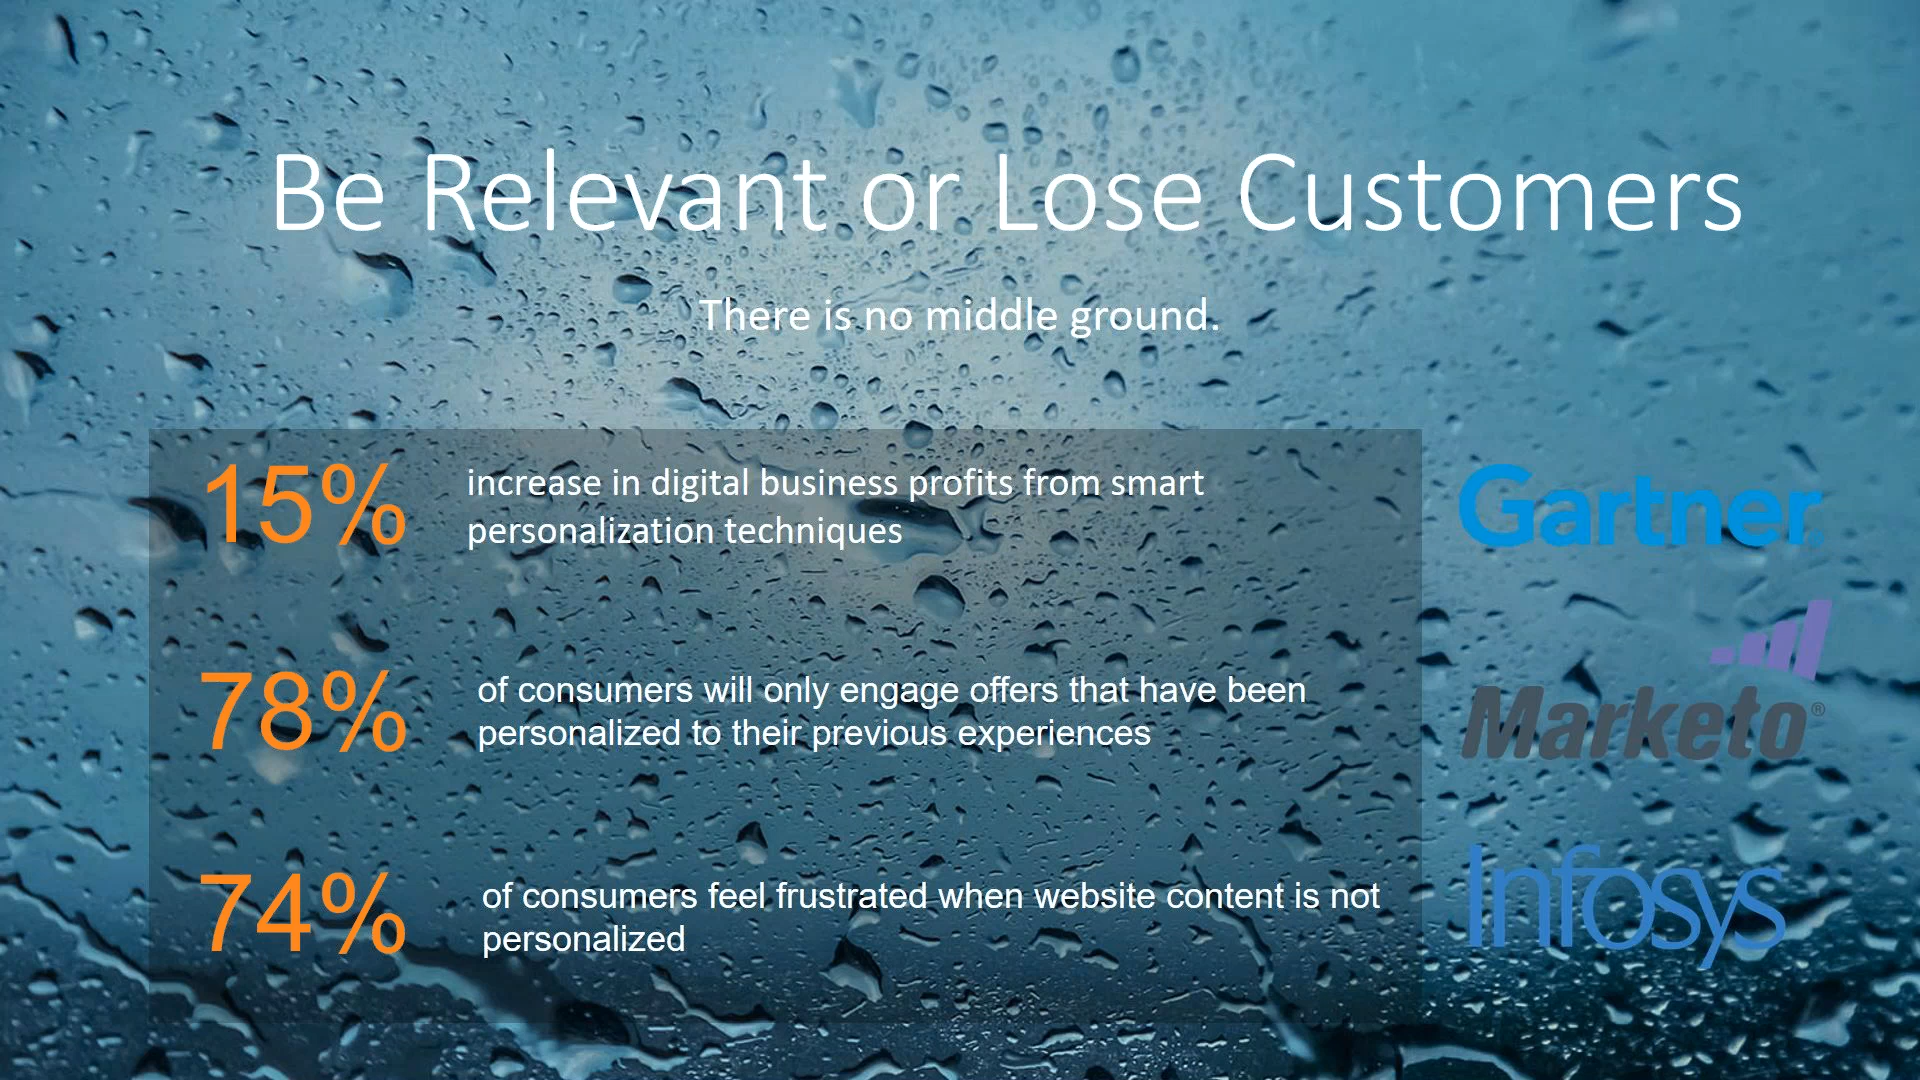 Be Relevant or Lose Customers
There is no middle ground.
15%
increase in digital business profits from smart
personalization techniques
Gartner®
78%
of consumers will only engage offers that have been
personalized to their previous experiences
Marketo®
74%
of consumers feel frustrated when website content is not
personalized
Infosys